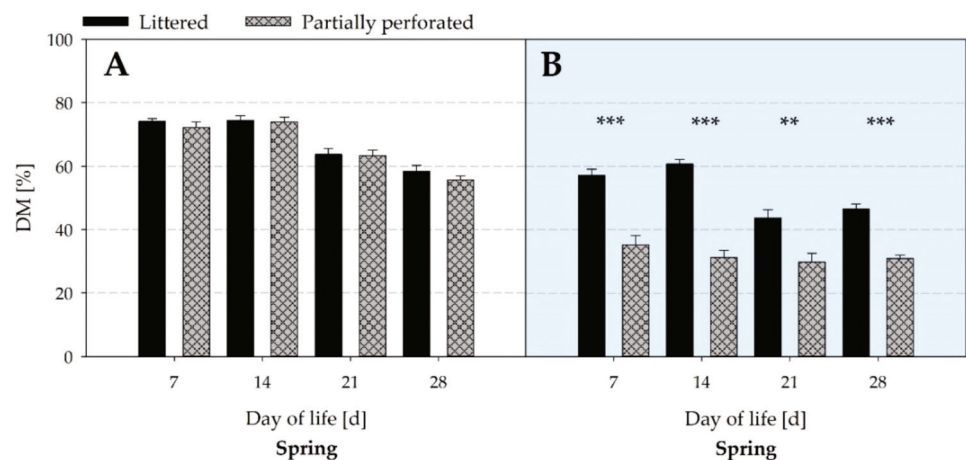 Littered Partially perforated
100
80
60
40
20
0
DM [%]
A
B
*** *** ** ***
7 14 21 28 7 14 21 28
Day of life [d] Day of life [d]
Spring Spring